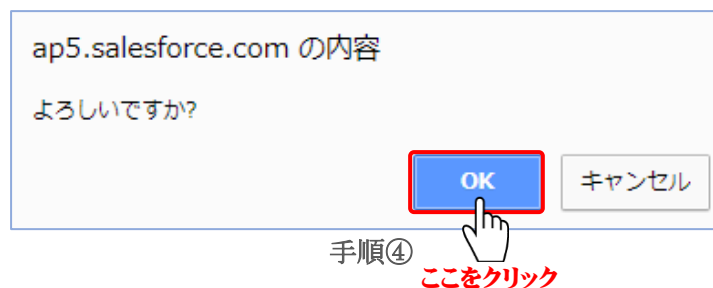 ap5.salesforce.com の内容
よろしいですか?
OK
キャンセル
手順④
ここをクリック